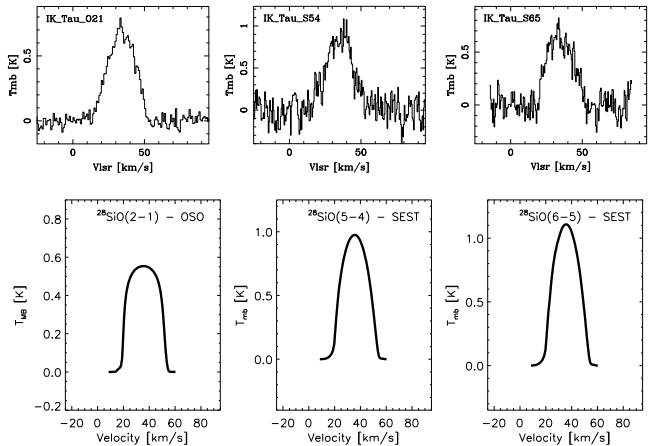 IK_Tau_O21
Tmb [K]
0.5
0
0
50
Vlsr [km/s]
IK_Tau_S54
Tmb [K]
1
0.5
0
0
50
Vlsr [km/s]
IK_Tau_S65
Tmb [K]
0.5
0
0
50
Vlsr [km/s]
28SiO(2-1) - OSO
TMB [K]
0.8
0.6
0.4
0.2
0.0
-0.2
-20 0 20 40 60 80
Velocity [km/s]
28SiO(5-4) - SEST
Tmb [K]
1.0
0.5
0.0
-20 0 20 40 60 80
Velocity [km/s]
28SiO(6-5) - SEST
Tmb [K]
1.0
0.5
0.0
-20 0 20 40 60 80
Velocity [km/s]